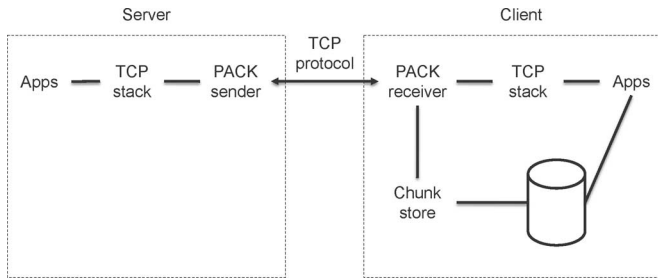 Server
Client
Apps
TCP
stack
PACK
sender
TCP
protocol
PACK
receiver
TCP
stack
Apps
Chunk
store